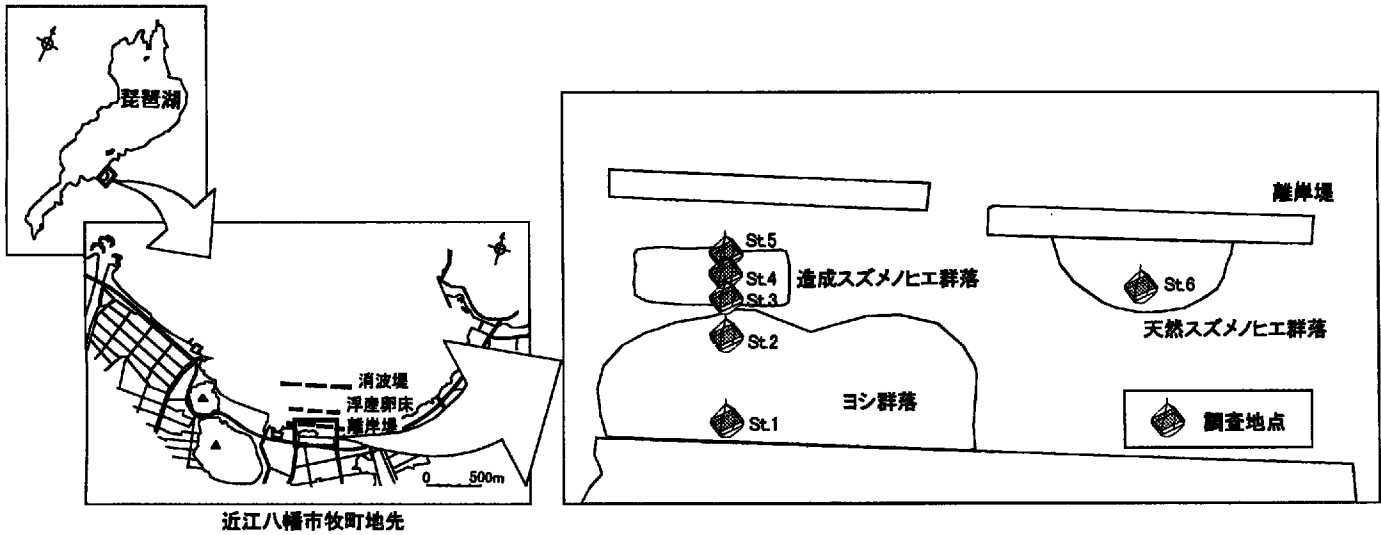 琵琶湖
消波堤
浮産卵床
離岸堤
0 500m
近江八幡市牧町地先
離岸堤
St.5
St.4
造成スズメノヒエ群落
St.3
St.6
天然スズメノヒエ群落
St.2
ヨシ群落
St.1
調査地点